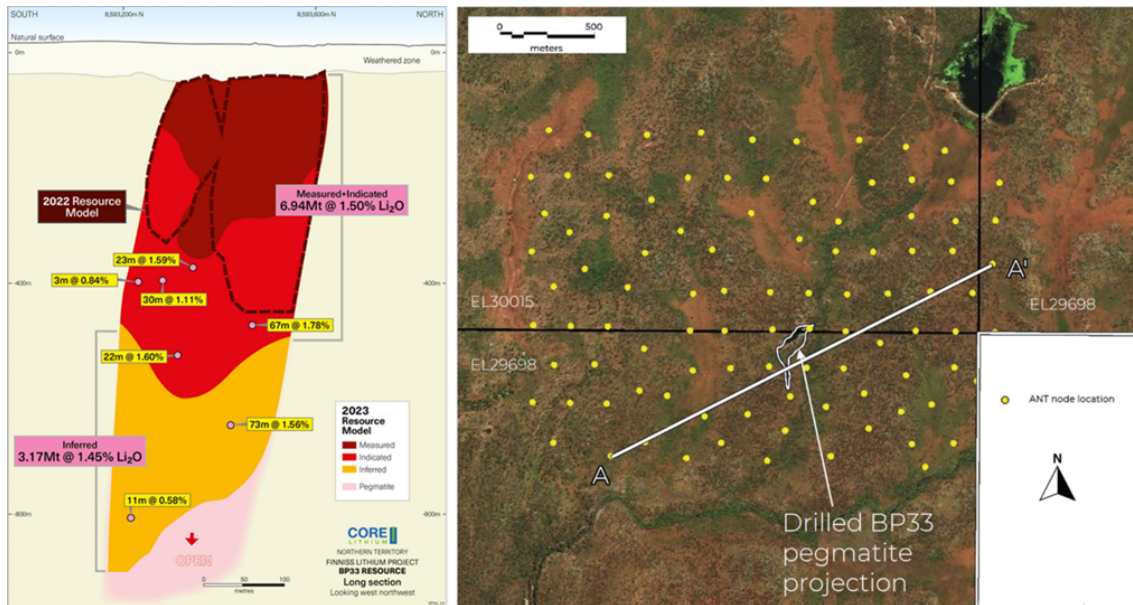 SOUTH
6,593,200m N
6,593,600m N
NORTH
Natural surface
0m
0m
Weathered zone
2022 Resource
Model
Measured+Indicated
6.94Mt @ 1.50% Li₂O
23m @ 1.59%
3m @ 0.84%
30m @ 1.11%
-400m
-400m
67m @ 1.78%
22m @ 1.60%
73m @ 1.56%
Inferred
3.17Mt @ 1.45% Li₂O
2023
Resource
Model
Measured
Indicated
Inferred
Pegmatite
11m @ 0.58%
-800m
-800m
OPEN
0 50 100
metres
CORE
LITHIUM
NORTHERN TERRITORY
FINNISS LITHIUM PROJECT
BP33 RESOURCE
Long section
Looking west northwest
0 500
meters
A'
EL30015
EL29698
EL29698
A
Drilled BP33
pegmatite
projection
ANT node location
N